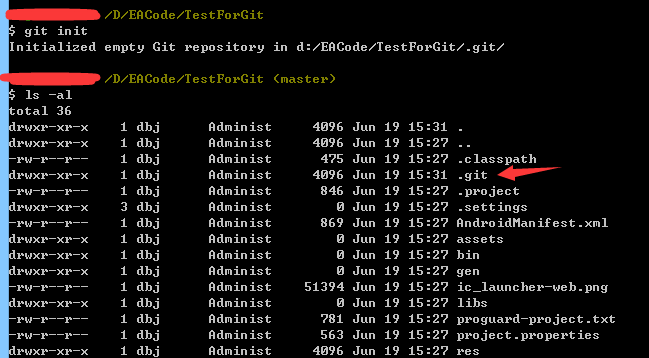 /D/EACode/TestForGit
$ git init
Initialized empty Git repository in d:/EACode/TestForGit/.git/
/D/EACode/TestForGit (master)
$ ls -al
total 36
drwxr-xr-x 1 dbj Administ 4096 Jun 19 15:31 .
drwxr-xr-x 1 dbj Administ 4096 Jun 19 15:27 ..
-rw-r--r-- 1 dbj Administ 475 Jun 19 15:27 .classpath
drwxr-xr-x 1 dbj Administ 4096 Jun 19 15:31 .git
-rw-r--r-- 1 dbj Administ 846 Jun 19 15:27 .project
drwxr-xr-x 3 dbj Administ 0 Jun 19 15:27 .settings
-rw-r--r-- 1 dbj Administ 869 Jun 19 15:27 AndroidManifest.xml
drwxr-xr-x 1 dbj Administ 0 Jun 19 15:27 assets
drwxr-xr-x 1 dbj Administ 0 Jun 19 15:27 bin
drwxr-xr-x 1 dbj Administ 0 Jun 19 15:27 gen
-rw-r--r-- 1 dbj Administ 51394 Jun 19 15:27 ic_launcher-web.png
drwxr-xr-x 1 dbj Administ 0 Jun 19 15:27 libs
-rw-r--r-- 1 dbj Administ 781 Jun 19 15:27 proguard-project.txt
-rw-r--r-- 1 dbj Administ 563 Jun 19 15:27 project.properties
drwxr-xr-x 1 dbj Administ 4096 Jun 19 15:27 res